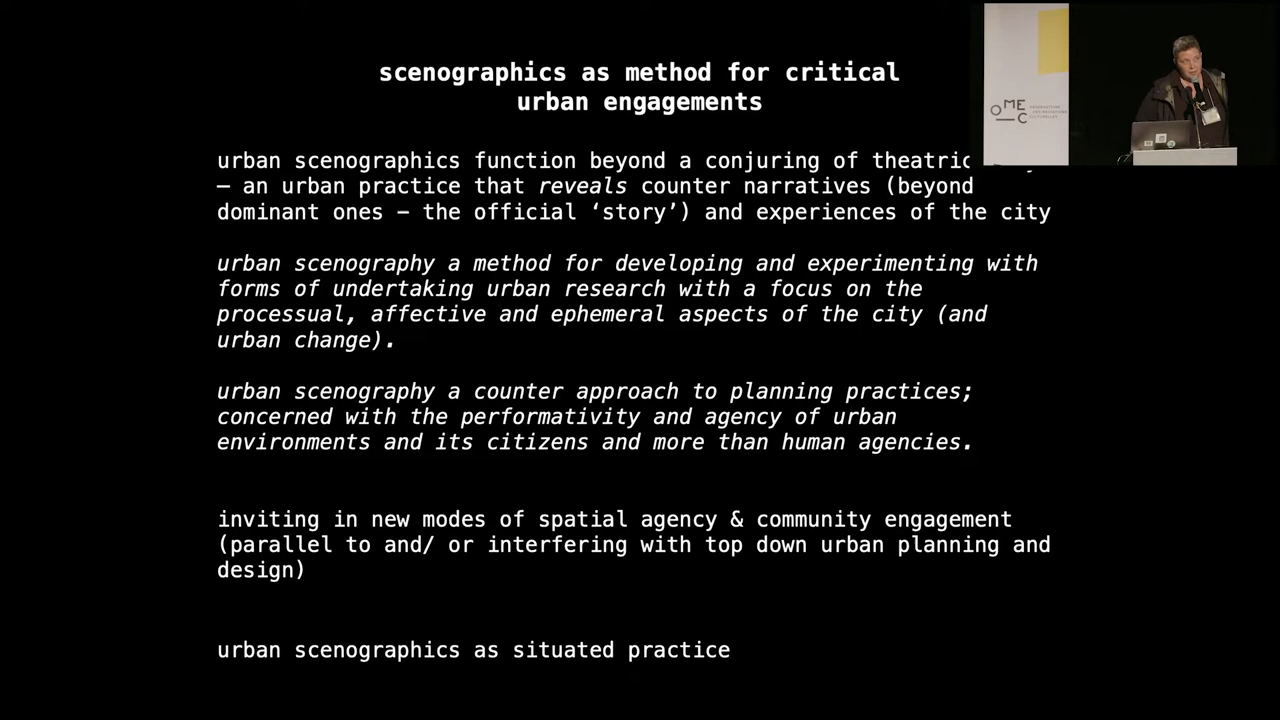 scenographics as method for critical
urban engagements
urban scenographics function beyond a conjuring of
– an urban practice that reveals counter narratives (beyond
dominant ones – the official ‘story’) and experiences of the city
urban scenography a method for developing and experimenting with
forms of undertaking urban research with a focus on the
processual, affective and ephemeral aspects of the city (and
urban change).
urban scenography a counter approach to planning practices;
concerned with the performativity and agency of urban
environments and its citizens and more than human agencies.
inviting in new modes of spatial agency & community engagement
(parallel to and/ or interfering with top down urban planning and
design)
urban scenographics as situated practice
OMEC